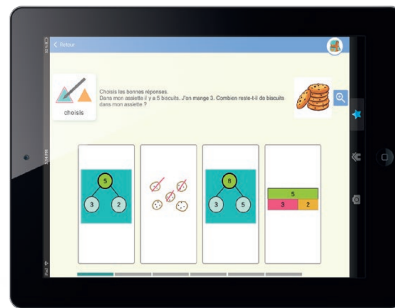 Retour
choisis
Choisis les bonnes réponses.
Dans mon assiette il y a 5 biscuits. J'en mange 3. Combien reste-t-il de biscuits
dans mon assiette ?
5
3 2
8
3 5
5
3 2